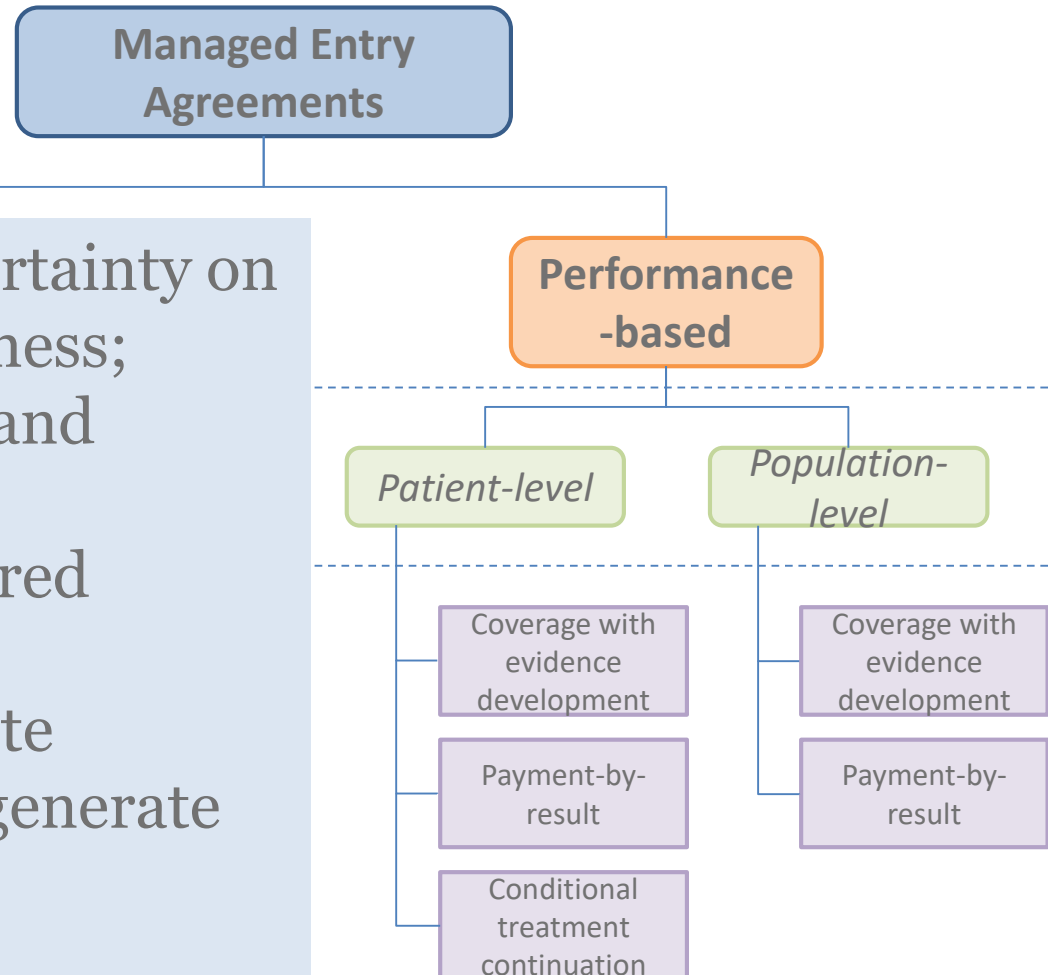 Managed Entry
Agreements
rtainty on
ness;
and
red
te
generate
Performance
-based
Patient-level
Population-
level
Coverage with
evidence
development
Payment-by-
result
Conditional
treatment
continuation
Coverage with
evidence
development
Payment-by-
result